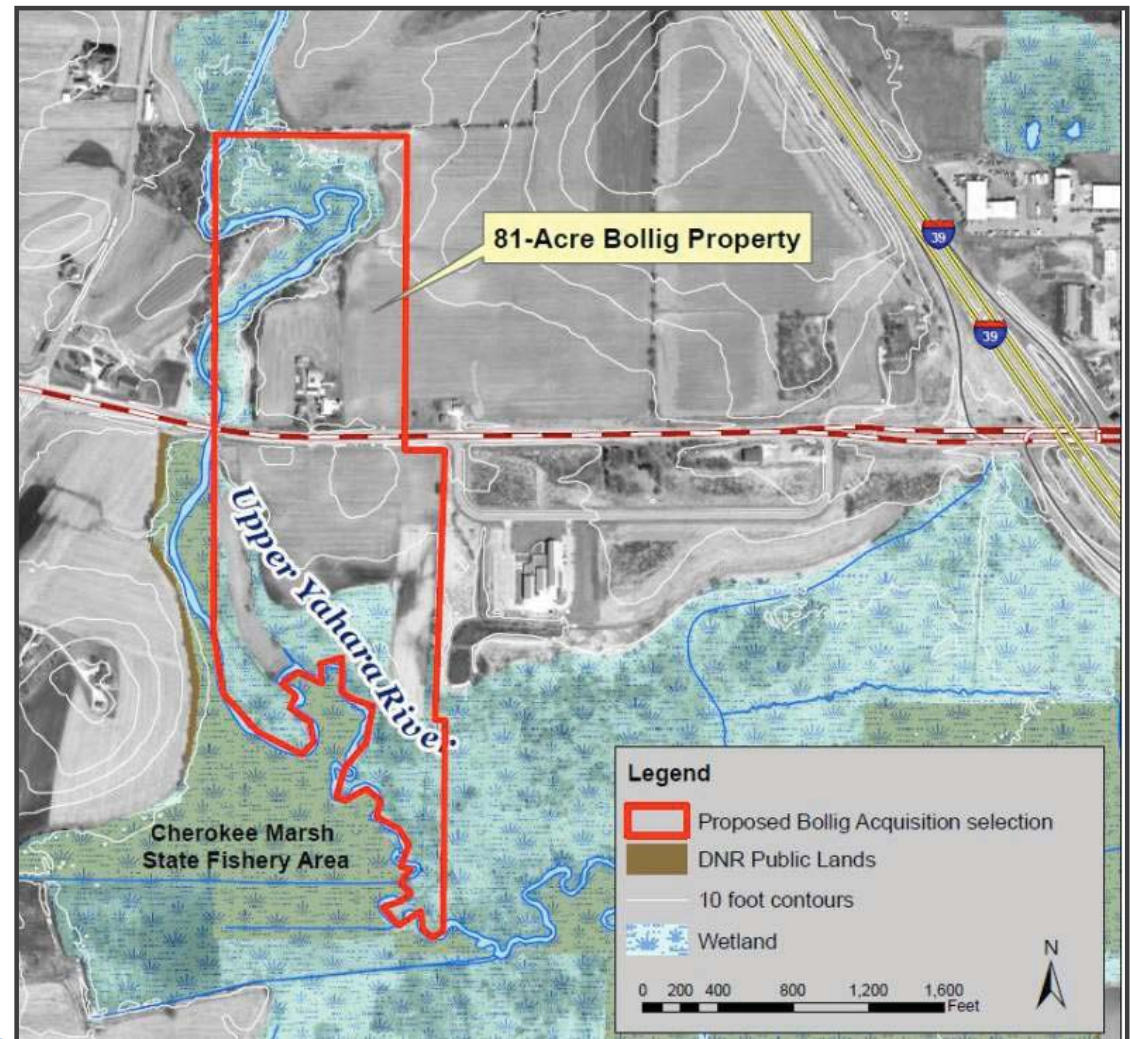 81-Acre Bollig Property
39
39
Upper Yahara River
Cherokee Marsh
State Fishery Area
Legend
Proposed Bollig Acquisition selection
DNR Public Lands
10 foot contours
Wetland
N
0 200 400 800 1,200 1,600
Feet